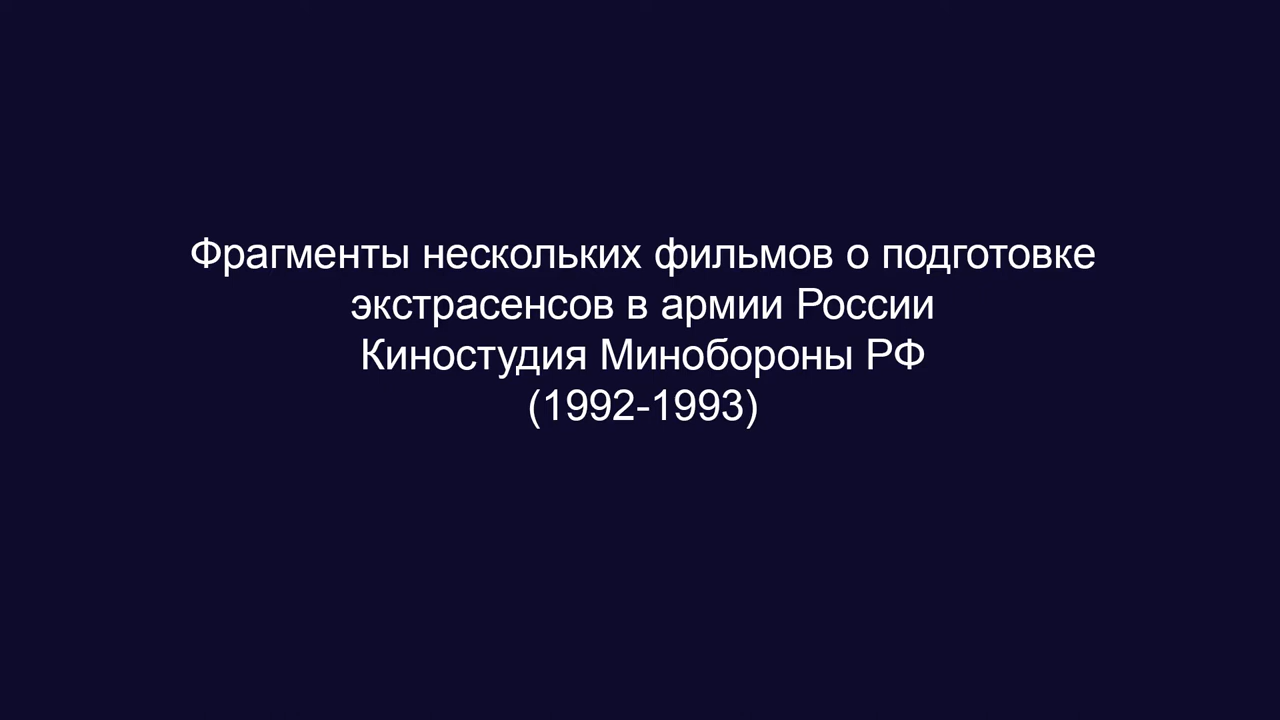 Фрагменты нескольких фильмов о подготовке
экстрасенсов в армии России
Киностудия Минобороны РФ
(1992-1993)